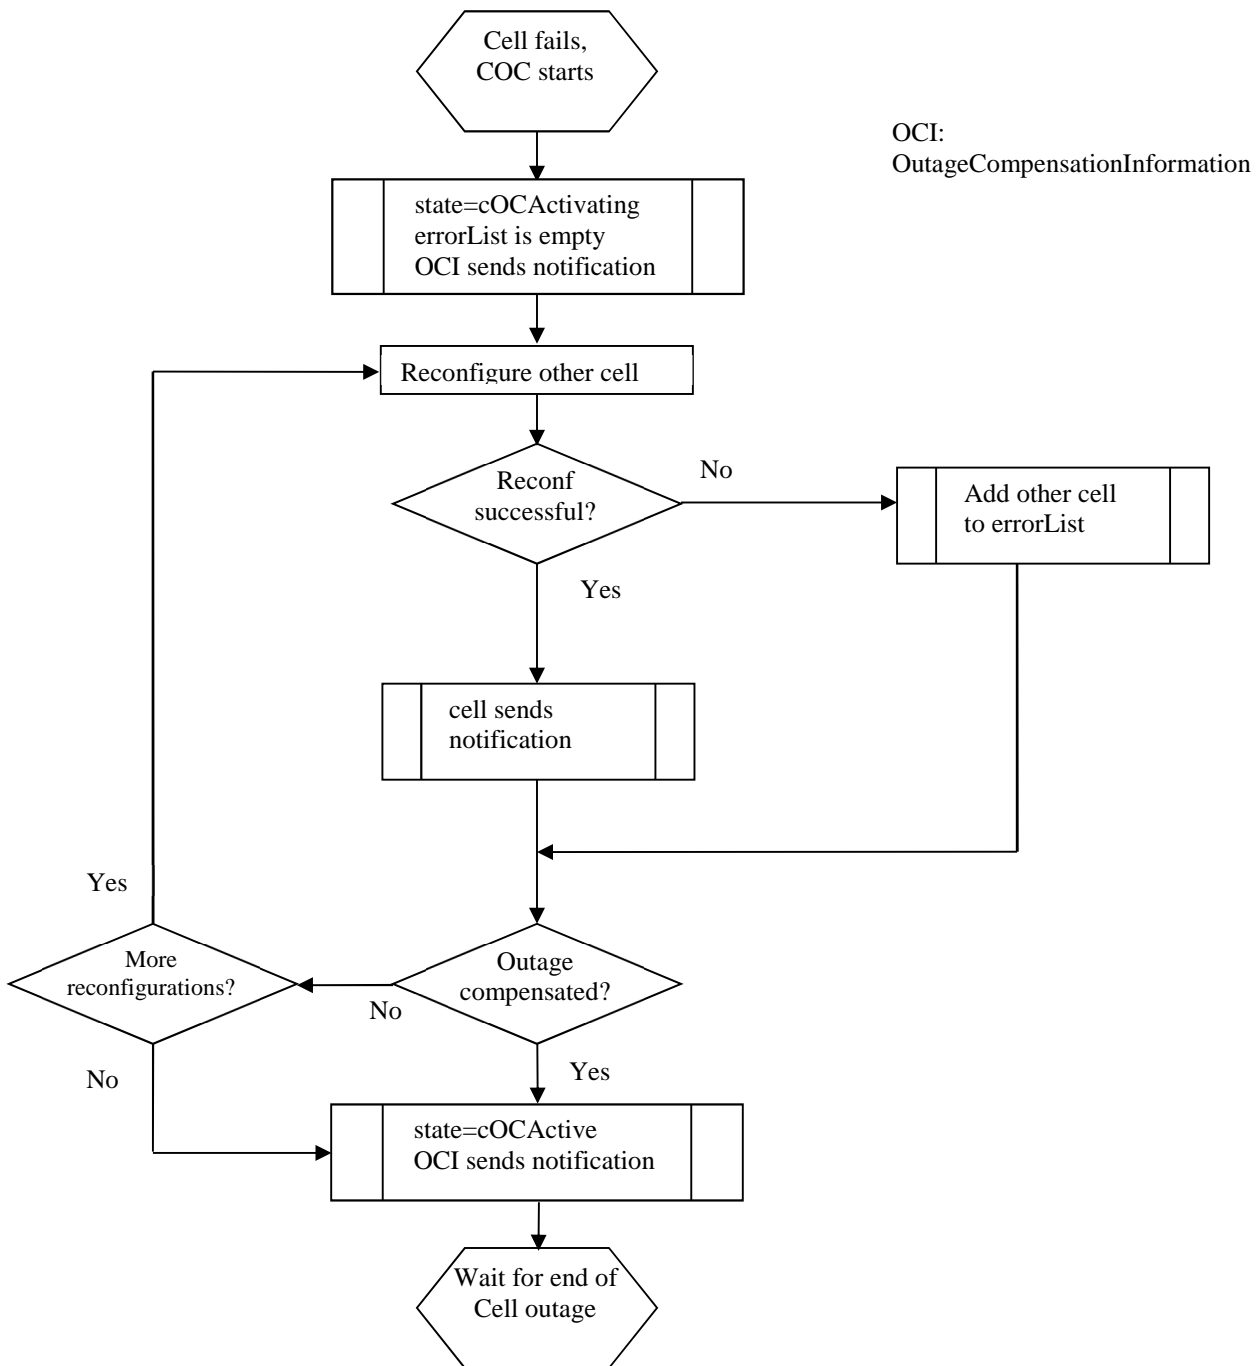 Cell fails,
COC starts
OCI:
OutageCompensationInformation
state=cOCActivating
errorList is empty
OCI sends notification
Reconfigure other cell
Reconf
successful?
No
Add other cell
to errorList
Yes
cell sends
notification
Yes
More
reconfigurations?
Outage
compensated?
No
No
Yes
state=cOCActive
OCI sends notification
Wait for end of
Cell outage